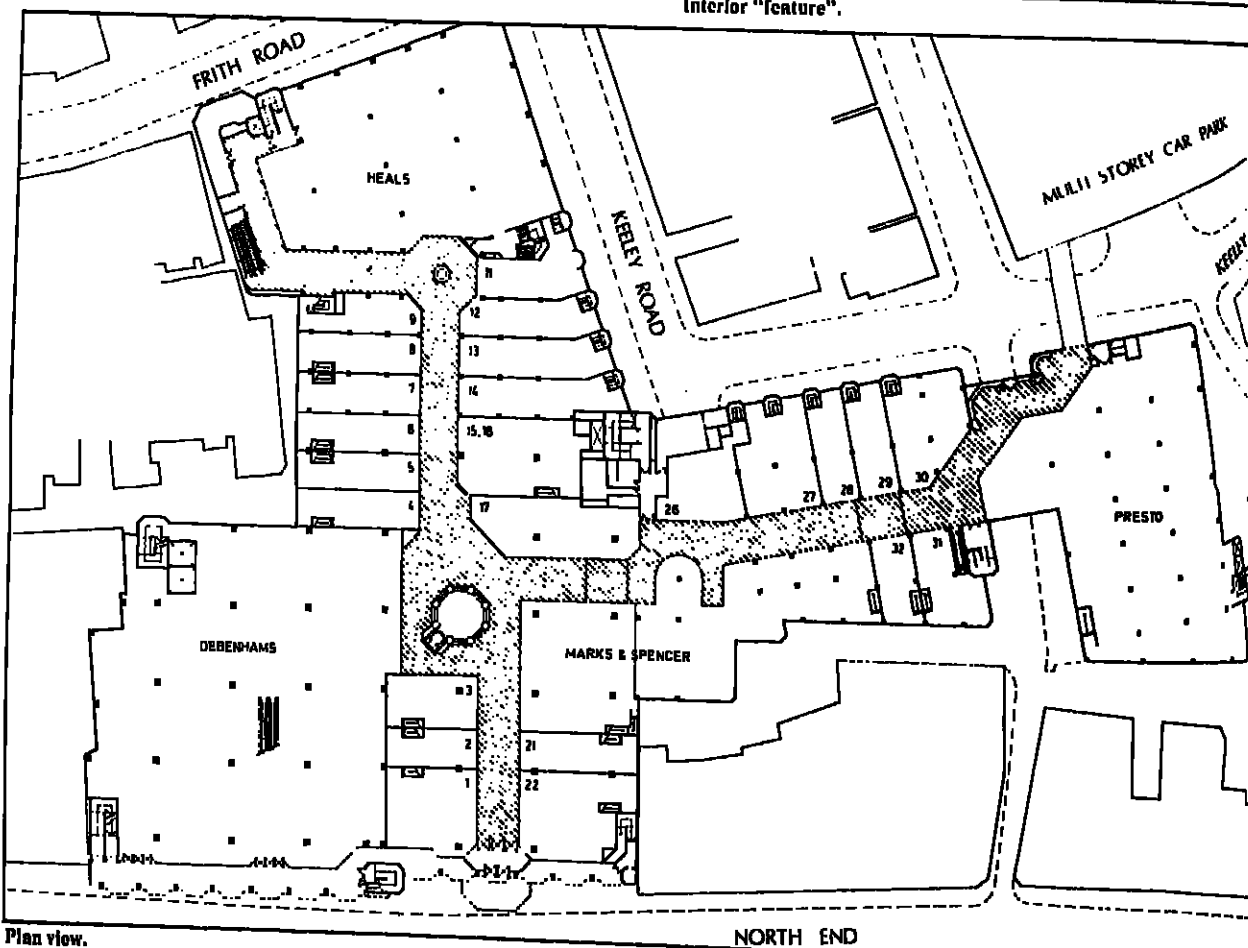 Interior "feature".
FRITH ROAD
HEALS
KEELEY ROAD
MULTI STOREY CAR PARK
KEELEY
11
12
13
14
15,16
17
9
8
7
6
5
4
26
27
28
29
30
31
32
PRESTO
DEBENHAMS
MARKS & SPENCER
3
2
1
21
22
Plan view.
NORTH END